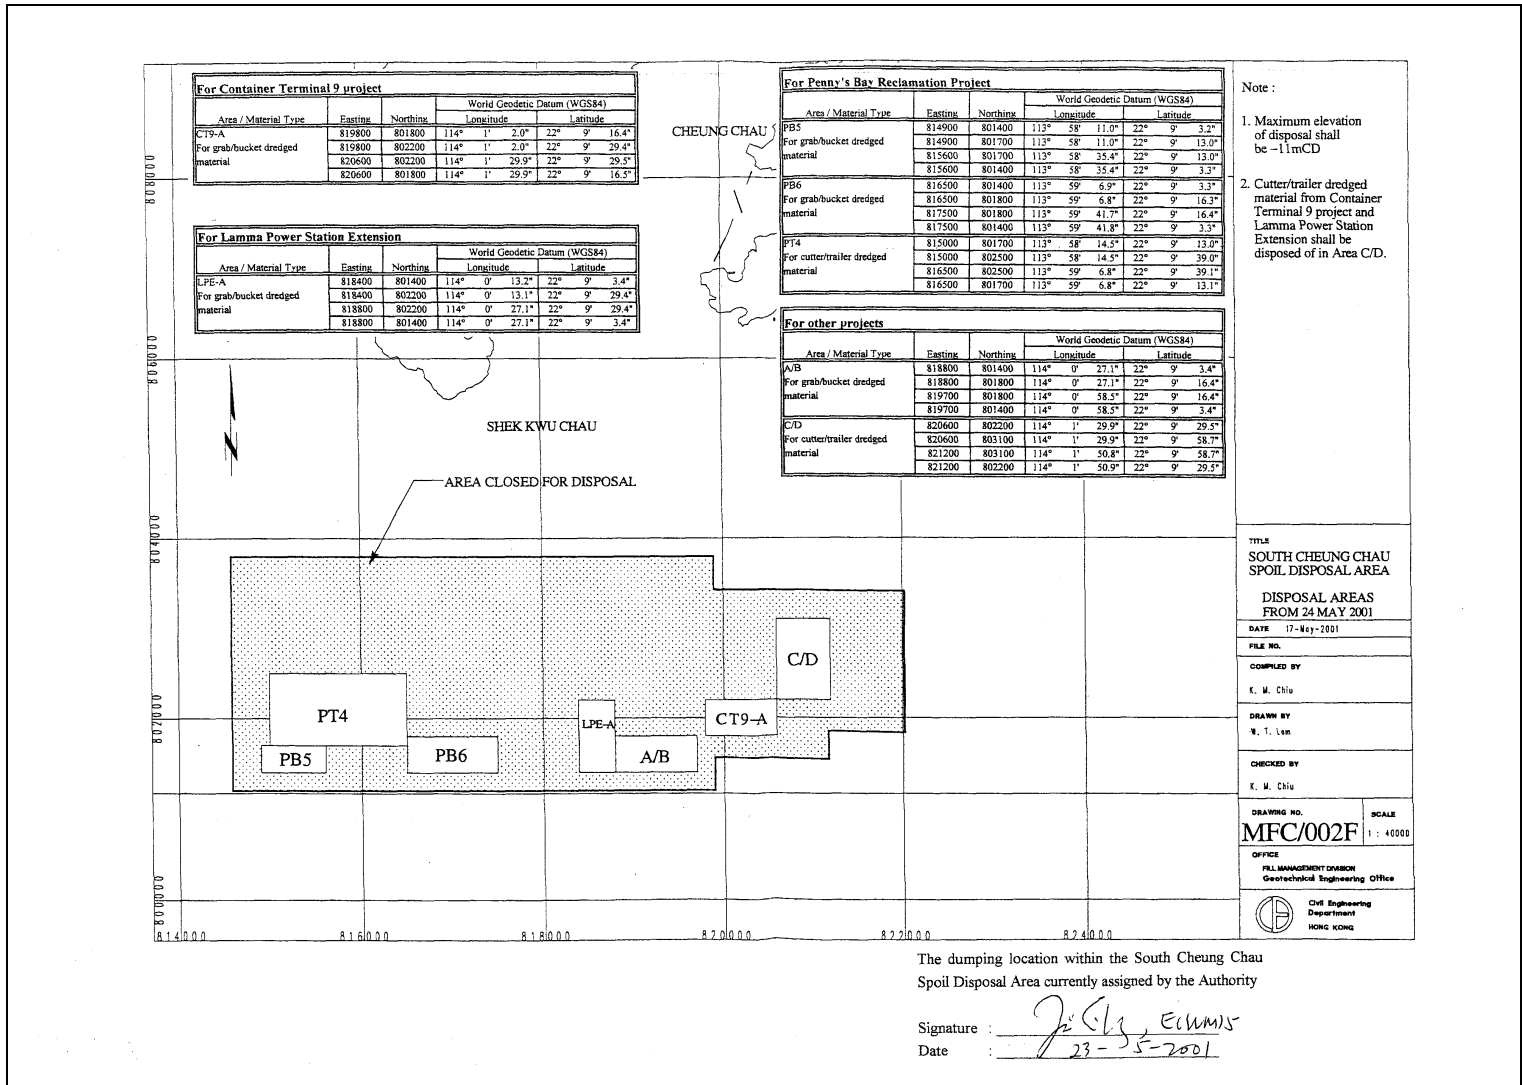 For Container Terminal 9 project
World Geodetic Datum (WGS84)
Area / Material Type Easting Northing Longitude Latitude
CT9-A 819800 801800 114° 1' 2.0" 22° 9' 16.4"
For grab/bucket dredged 819800 802200 114° 1' 2.0" 22° 9' 29.4"
material 820600 802200 114° 1' 29.9" 22° 9' 29.5"
820600 801800 114° 1' 29.9" 22° 9' 16.5"
For Lamma Power Station Extension
World Geodetic Datum (WGS84)
Area / Material Type Easting Northing Longitude Latitude
LPE-A 818400 801400 114° 0' 13.2" 22° 9' 3.4"
For grab/bucket dredged 818400 802200 114° 0' 13.1" 22° 9' 29.4"
material 818800 802200 114° 0' 27.1" 22° 9' 29.4"
818800 801400 114° 0' 27.1" 22° 9' 3.4"
For Penny's Bay Reclamation Project
World Geodetic Datum (WGS84)
Area / Material Type Easting Northing Longitude Latitude
PB5 814900 801400 113° 58' 11.0" 22° 9' 3.2"
For grab/bucket dredged 814900 801700 113° 58' 11.0" 22° 9' 13.0"
material 815600 801700 113° 58' 35.4" 22° 9' 13.0"
815600 801400 113° 58' 35.4" 22° 9' 3.3"
PB6 816500 801400 113° 59' 6.9" 22° 9' 3.3"
For grab/bucket dredged 816500 801800 113° 59' 6.8" 22° 9' 16.3"
material 817500 801800 113° 59' 41.7" 22° 9' 16.4"
817500 801400 113° 59' 41.8" 22° 9' 3.3"
PT4 815000 801700 113° 58' 14.5" 22° 9' 13.0"
For cutter/trailer dredged 815000 802500 113° 58' 14.5" 22° 9' 39.0"
material 816500 802500 113° 59' 6.8" 22° 9' 39.1"
816500 801700 113° 59' 6.8" 22° 9' 13.1"
For other projects
World Geodetic Datum (WGS84)
Area / Material Type Easting Northing Longitude Latitude
A/B 818800 801400 114° 0' 27.1" 22° 9' 3.4"
For grab/bucket dredged 818800 801800 114° 0' 27.1" 22° 9' 16.4"
material 819700 801800 114° 0' 58.5" 22° 9' 16.4"
819700 801400 114° 0' 58.5" 22° 9' 3.4"
C/D 820600 802200 114° 1' 29.9" 22° 9' 29.5"
For cutter/trailer dredged 820600 803100 114° 1' 29.9" 22° 9' 58.7"
material 821200 803100 114° 1' 50.8" 22° 9' 58.7"
821200 802200 114° 1' 50.9" 22° 9' 29.5"
CHEUNG CHAU
SHEK KWU CHAU
AREA CLOSED FOR DISPOSAL
N
808000
806000
804000
802000
800000
PT4
PB5
PB6
LPE-A
A/B
CT9-A
C/D
814000 816000 818000 820000 822000 824000
Note :
1. Maximum elevation
of disposal shall
be -11mCD
2. Cutter/trailer dredged
material from Container
Terminal 9 project and
Lamma Power Station
Extension shall be
disposed of in Area C/D.
TITLE
SOUTH CHEUNG CHAU
SPOIL DISPOSAL AREA
DISPOSAL AREAS
FROM 24 MAY 2001
DATE 17-May-2001
FILE NO.
COMPILED BY
K. M. Chiu
DRAWN BY
W. T. Lam
CHECKED BY
K. M. Chiu
DRAWING NO. SCALE
MFC/002F 1 : 40000
OFFICE
FILL MANAGEMENT DIVISION
Geotechnical Engineering Office
Civil Engineering
Department
HONG KONG
The dumping location within the South Cheung Chau
Spoil Disposal Area currently assigned by the Authority
Signature :
Date : 23-5-2001